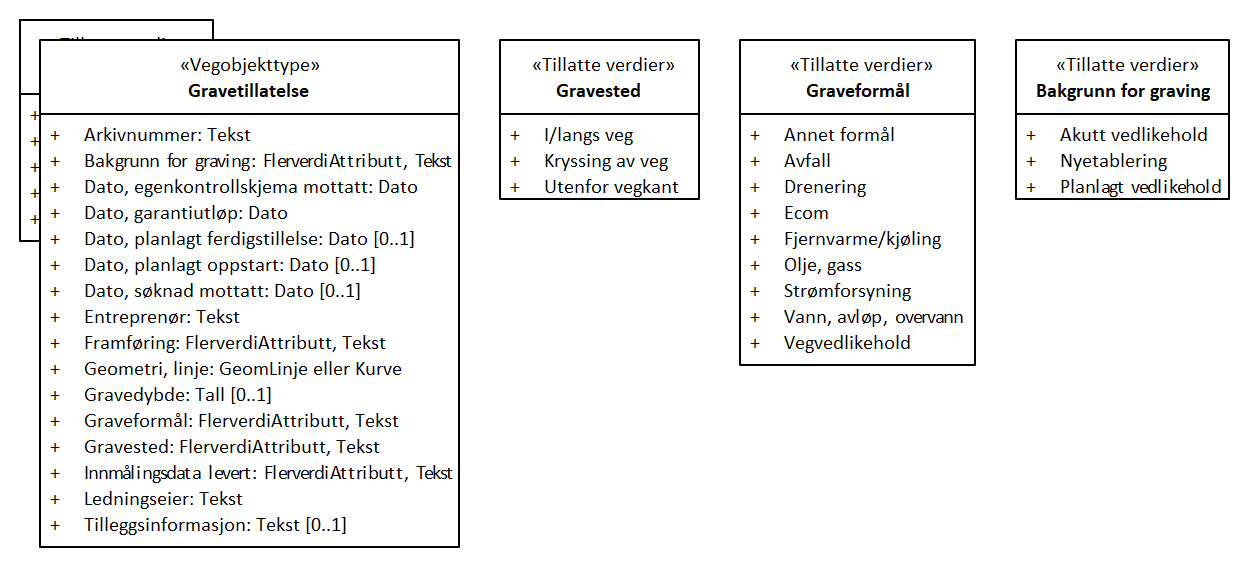 «Vegobjekttype»
Gravetillatelse
+ Arkivnummer: Tekst
+ Bakgrunn for graving: FlerverdiAttributt, Tekst
+ Dato, egenkontrollskjema mottatt: Dato
+ Dato, garantiutløp: Dato
+ Dato, planlagt ferdigstillelse: Dato [0..1]
+ Dato, planlagt oppstart: Dato [0..1]
+ Dato, søknad mottatt: Dato [0..1]
+ Entreprenør: Tekst
+ Framføring: FlerverdiAttributt, Tekst
+ Geometri, linje: GeomLinje eller Kurve
+ Gravedybde: Tall [0..1]
+ Graveformål: FlerverdiAttributt, Tekst
+ Gravested: FlerverdiAttributt, Tekst
+ Innmålingsdata levert: FlerverdiAttributt, Tekst
+ Ledningseier: Tekst
+ Tilleggsinformasjon: Tekst [0..1]
«Tillatte verdier»
Gravested
+ I/langs veg
+ Kryssing av veg
+ Utenfor vegkant
«Tillatte verdier»
Graveformål
+ Annet formål
+ Avfall
+ Drenering
+ Ecom
+ Fjernvarme/kjøling
+ Olje, gass
+ Strømforsyning
+ Vann, avløp, overvann
+ Vegvedlikehold
«Tillatte verdier»
Bakgrunn for graving
+ Akutt vedlikehold
+ Nyetablering
+ Planlagt vedlikehold